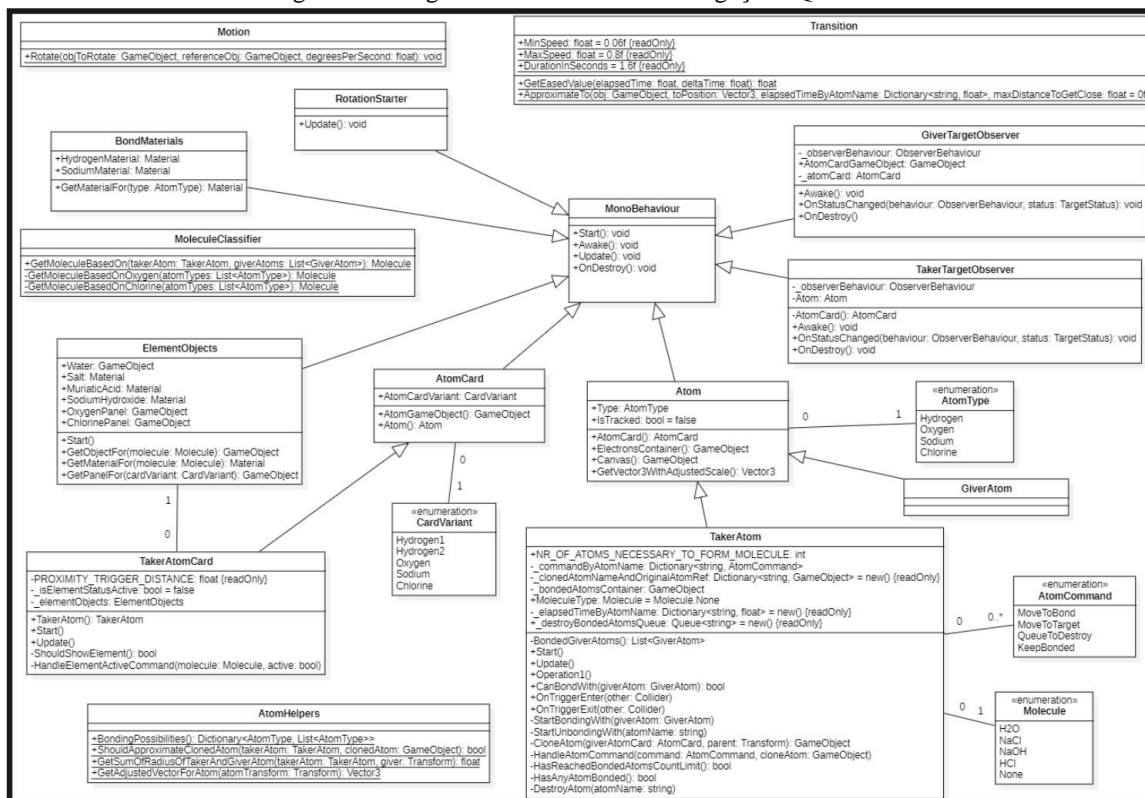 Motion
+Rotate(objToRotate: GameObject, referenceObj: GameObject, degreesPerSecond: float): void
Transition
+MinSpeed: float = 0.06f {readOnly}
+MaxSpeed: float = 0.8f {readOnly}
+DurationInSeconds = 1.6f {readOnly}
+GetEasedValue(elapsedTime: float, deltaTime: float): float
+ApproximateTo(obj: GameObject, toPosition: Vector3, elapsedTimeByAtomName: Dictionary<string, float>, maxDistanceToGetClose: float = 0f
RotationStarter
+Update(): void
BondMaterials
+HydrogenMaterial: Material
+SodiumMaterial: Material
+GetMaterialFor(type: AtomType): Material
GiverTargetObserver
-_observerBehaviour: ObserverBehaviour
+AtomCardGameObject: GameObject
-_atomCard: AtomCard
+Awake(): void
+OnStatusChanged(behaviour: ObserverBehaviour, status: TargetStatus): void
+OnDestroy()
MonoBehaviour
+Start(): void
+Awake(): void
+Update(): void
+OnDestroy(): void
MoleculeClassifier
+GetMoleculeBasedOn(takerAtom: TakerAtom, giverAtoms: List<GiverAtom>): Molecule
-GetMoleculeBasedOnOxygen(atomTypes: List<AtomType>): Molecule
-GetMoleculeBasedOnChlorine(atomTypes: List<AtomType>): Molecule
TakerTargetObserver
-_observerBehaviour: ObserverBehaviour
-Atom: Atom
-AtomCard(): AtomCard
+Awake(): void
+OnStatusChanged(behaviour: ObserverBehaviour, status: TargetStatus): void
+OnDestroy(): void
ElementObjects
+Water: GameObject
+Salt: Material
+MuriaticAcid: Material
+SodiumHydroxide: Material
+OxygenPanel: GameObject
+ChlorinePanel: GameObject
+Start()
+GetObjectFor(molecule: Molecule): GameObject
+GetMaterialFor(molecule: Molecule): Material
+GetPanelFor(cardVariant: CardVariant): GameObject
AtomCard
+AtomCardVariant: CardVariant
+AtomGameObject(): GameObject
+Atom(): Atom
Atom
+Type: AtomType
+IsTracked: bool = false
+AtomCard(): AtomCard
+ElectronsContainer(): GameObject
+Canvas(): GameObject
+GetVector3WithAdjustedScale(): Vector3
0
1
«enumeration»
AtomType
Hydrogen
Oxygen
Sodium
Chlorine
GiverAtom
0
1
1
0
«enumeration»
CardVariant
Hydrogen1
Hydrogen2
Oxygen
Sodium
Chlorine
TakerAtomCard
-PROXIMITY_TRIGGER_DISTANCE: float {readOnly}
-_isElementStatusActive: bool = false
-_elementObjects: ElementObjects
+TakerAtom(): TakerAtom
+Start()
+Update()
-ShouldShowElement(): bool
-HandleElementActiveCommand(molecule: Molecule, active: bool)
TakerAtom
+NR_OF_ATOMS_NECESSARY_TO_FORM_MOLECULE: int
-_commandByAtomName: Dictionary<string, AtomCommand>
-_clonedAtomNameAndOriginalAtomRef: Dictionary<string, GameObject> = new() {readOnly}
-_bondedAtomsContainer: GameObject
+MoleculeType: Molecule = Molecule.None
-_elapsedTimeByAtomName: Dictionary<string, float> = new() {readOnly}
+_destroyBondedAtomsQueue: Queue<string> = new() {readOnly}
-BondedGiverAtoms(): List<GiverAtom>
+Start()
+Update()
+Operation1()
+CanBondWith(giverAtom: GiverAtom): bool
+OnTriggerEnter(other: Collider)
+OnTriggerExit(other: Collider)
-StartBondingWith(giverAtom: GiverAtom)
-StartUnbondingWith(atomName: string)
-CloneAtom(giverAtomCard: AtomCard, parent: Transform): GameObject
-HandleAtomCommand(command: AtomCommand, cloneAtom: GameObject)
-HasReachedBondedAtomsCountLimit(): bool
-HasAnyAtomBonded(): bool
-DestroyAtom(atomName: string)
0
0..*
«enumeration»
AtomCommand
MoveToBond
MoveToTarget
QueueToDestroy
KeepBonded
0
1
«enumeration»
Molecule
H2O
NaCl
NaOH
HCl
None
AtomHelpers
+BondingPossibilities(): Dictionary<AtomType, List<AtomType>>
+ShouldApproximateClonedAtom(takerAtom: TakerAtom, clonedAtom: GameObject): bool
+GetSumOfRadiusOfTakerAndGiverAtom(takerAtom: TakerAtom, giver: Transform): float
+GetAdjustedVectorForAtom(atomTransform: Transform): Vector3